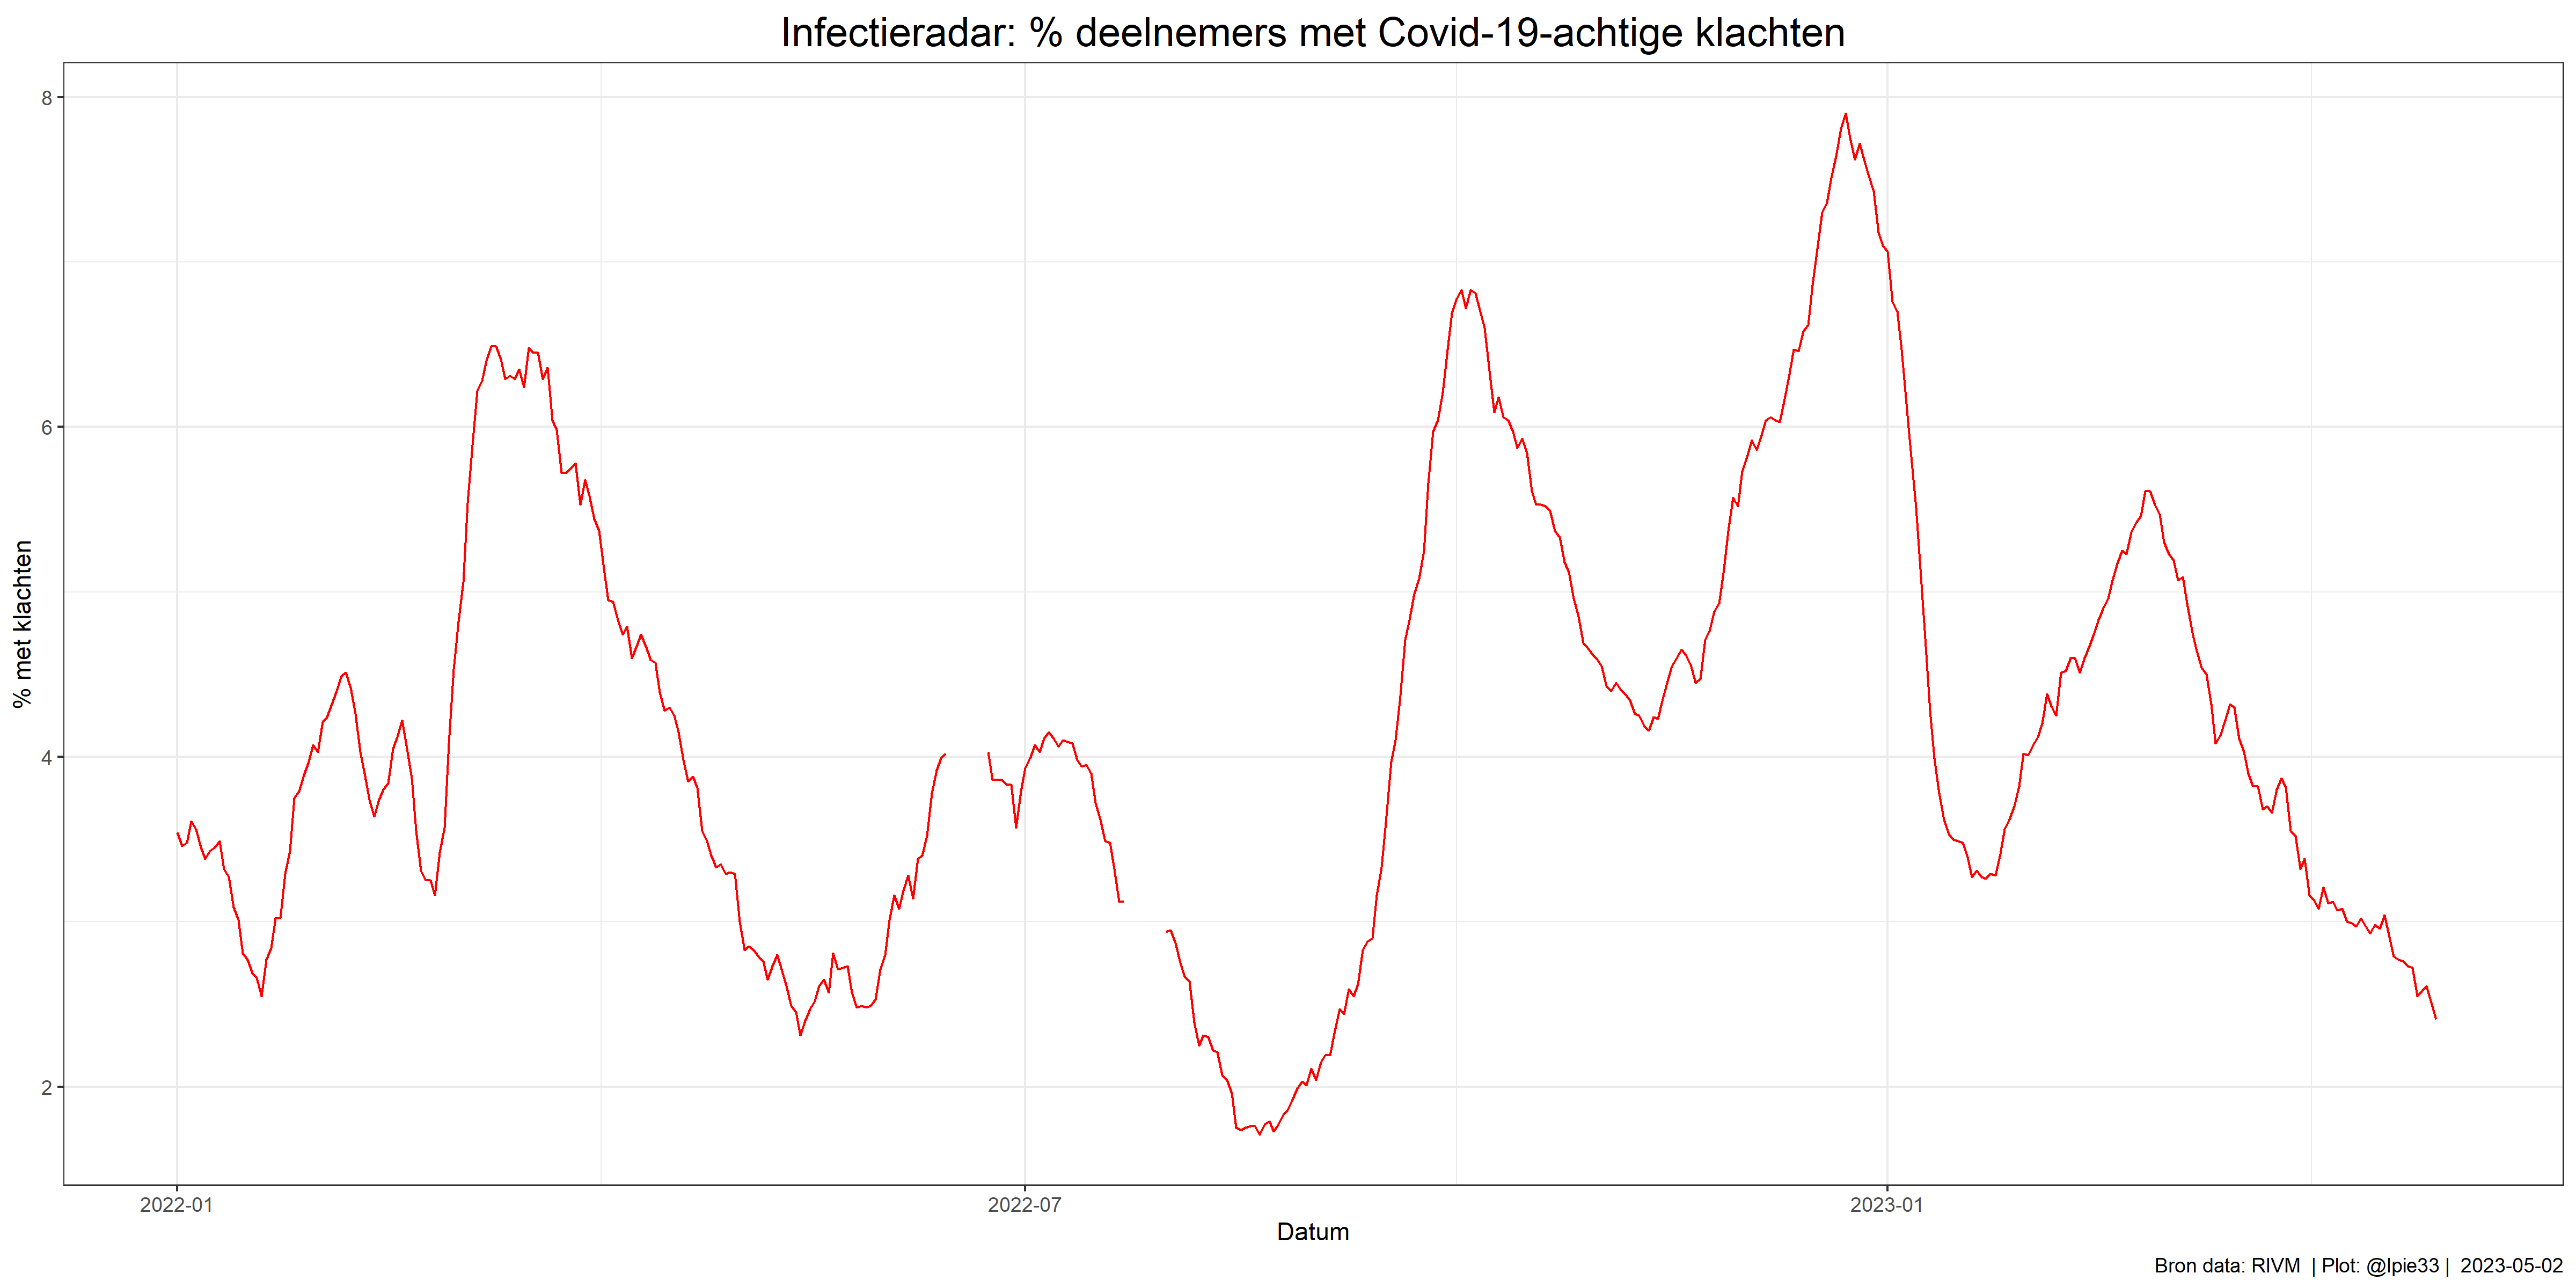 Infectieradar: % deelnemers met Covid-19-achtige klachten
8
6
4
2
% met klachten
2022-01
2022-07
2023-01
Datum
Bron data: RIVM | Plot: @lpie33 | 2023-05-02